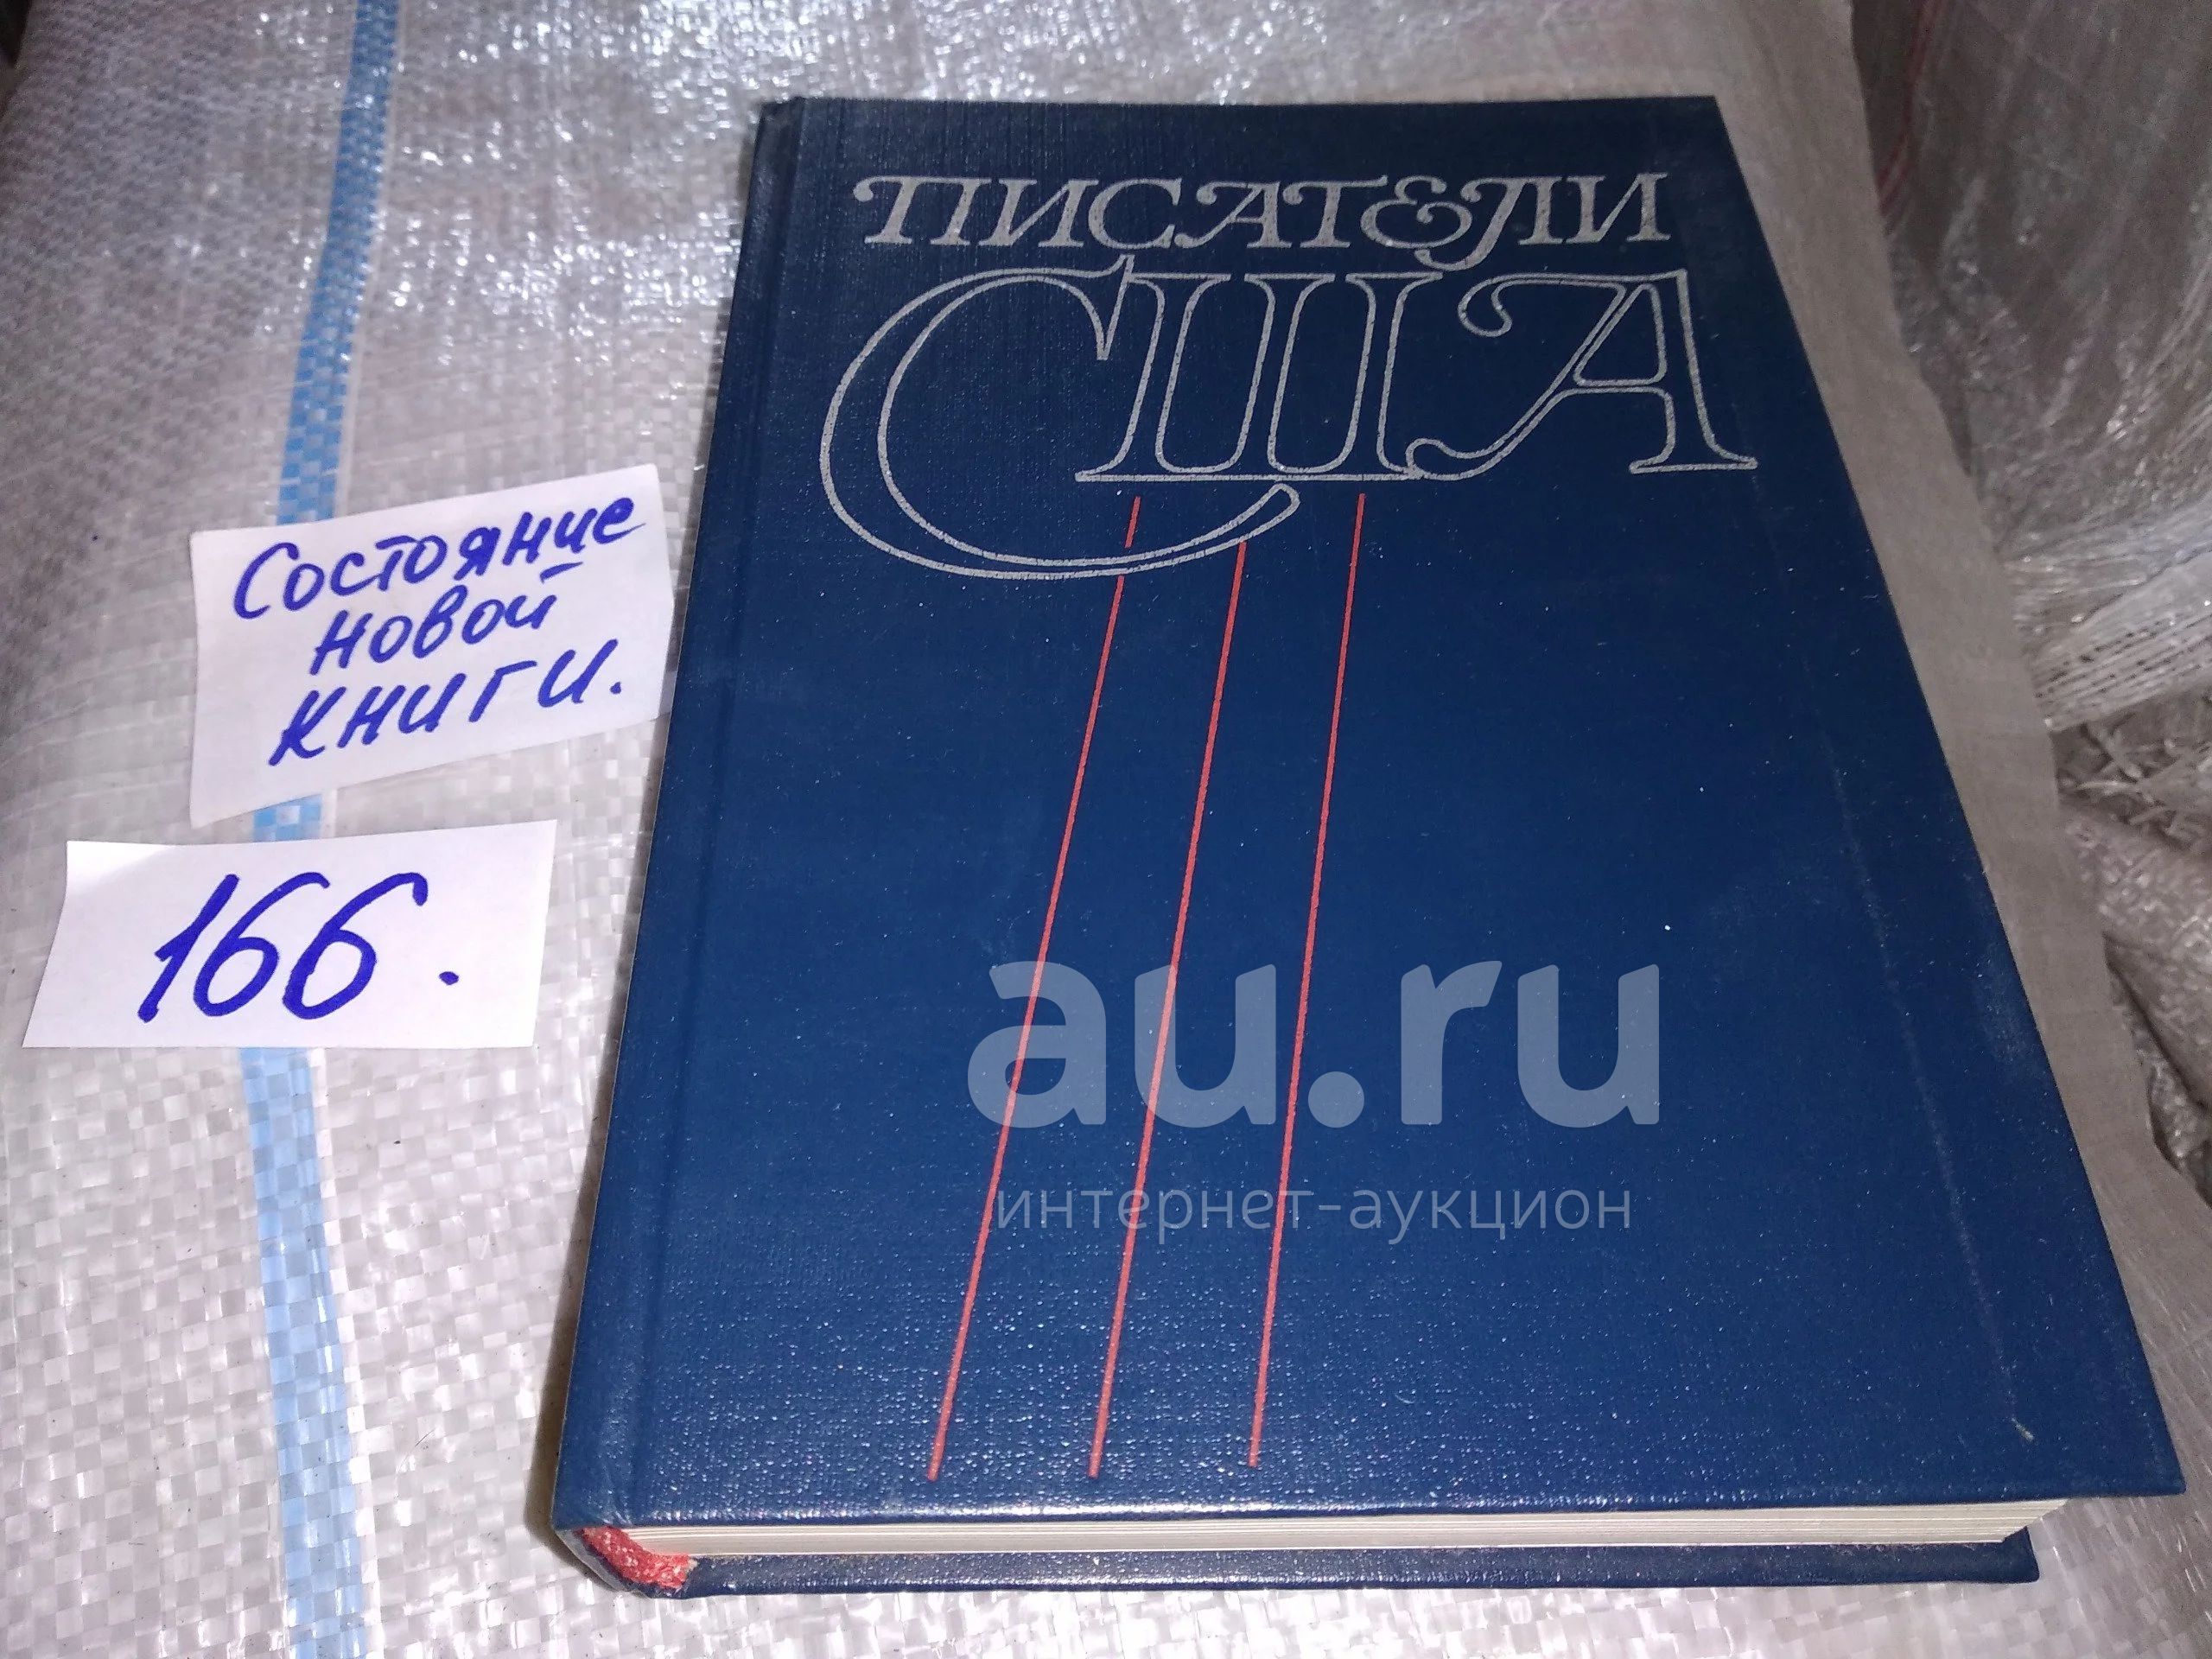 ПИСАТЕЛИ
США
Состояние
новой
книги.
166.
au.ru
интернет-аукцион